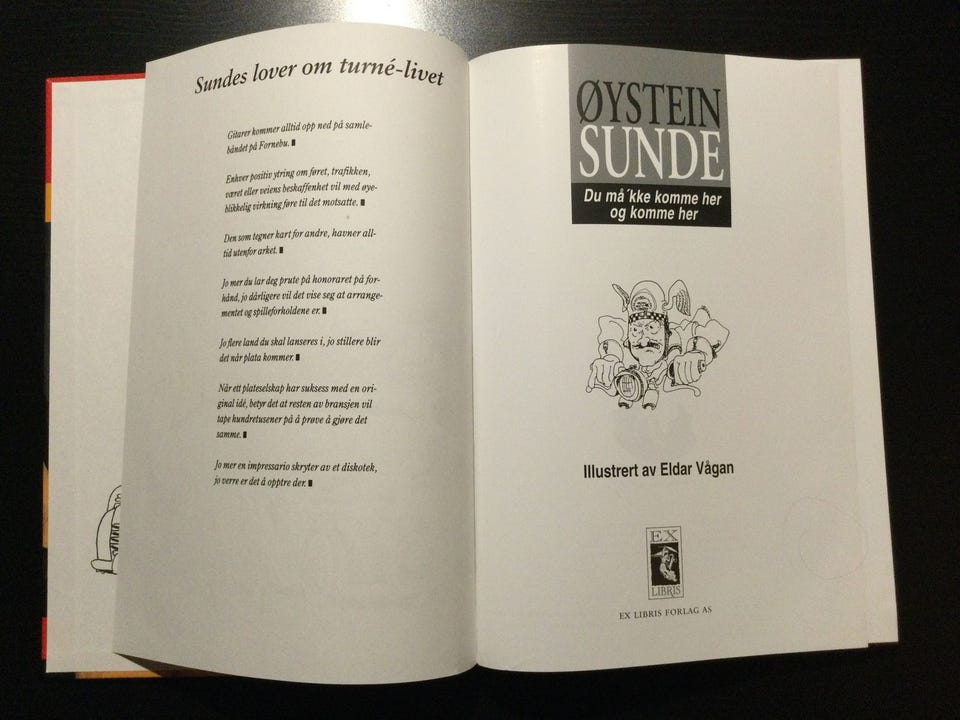 Sundes lover om turné-livet
Gitarer kommer alltid opp ned på samle-
båndet på Fornebu.
Enhver positiv ytring om føret, trafikken,
været eller veiens beskaffenhet vil med øye-
blikkelig virkning føre til det motsatte.
Den som tegner kart for andre, havner all-
tid utenfor arket.
Jo mer du lar deg prute på honoraret på for-
hånd, jo dårligere vil det vise seg at arrange-
mentet og spilleforholdene er.
Jo flere land du skal lanseres i, jo stillere blir
det når plata kommer.
Når ett plateselskap har suksess med en ori-
ginal idé, betyr det at resten av bransjen vil
tape hundretusener på å prøve å gjøre det
samme.
Jo mer en impressario skryter av et diskotek,
jo verre er det å opptre der.
ØYSTEIN
SUNDE
Du må´kke komme her
og komme her
Illustrert av Eldar Vågan
EX
LIBRIS
EX LIBRIS FORLAG AS